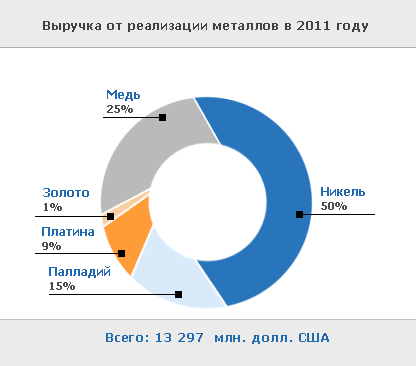 Выручка от реализации металлов в 2011 году
Медь
25%
Никель
50%
Золото
1%
Платина
9%
Палладий
15%
Всего: 13 297 млн. долл. США